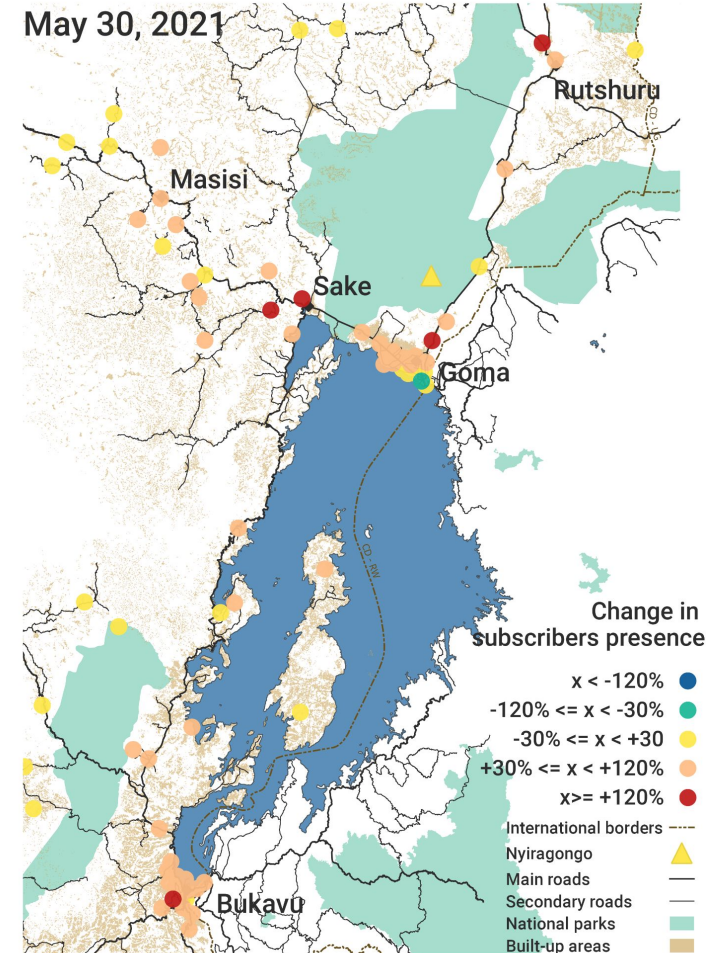 May 30, 2021
Rutshuru
Masisi
Sake
Goma
CD - RW
Change in
subscribers presence
x < -120%
-120% <= x < -30%
-30% <= x < +30
+30% <= x < +120%
x>= +120%
International borders
Nyiragongo
Main roads
Bukavu
Secondary roads
National parks
Built-up areas